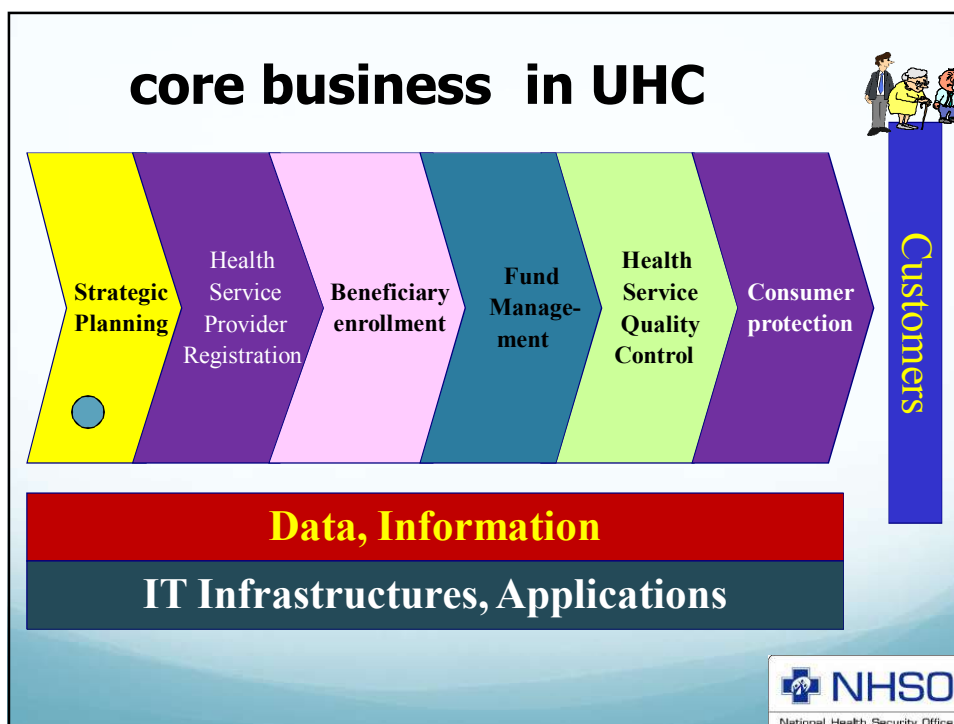 core business in UHC
Strategic
Planning
Health
Service
Provider
Registration
Beneficiary
enrollment
Fund
Manage-
ment
Health
Service
Quality
Control
Consumer
protection
Customers
Data, Information
IT Infrastructures, Applications
NHSO
National Health Security Office